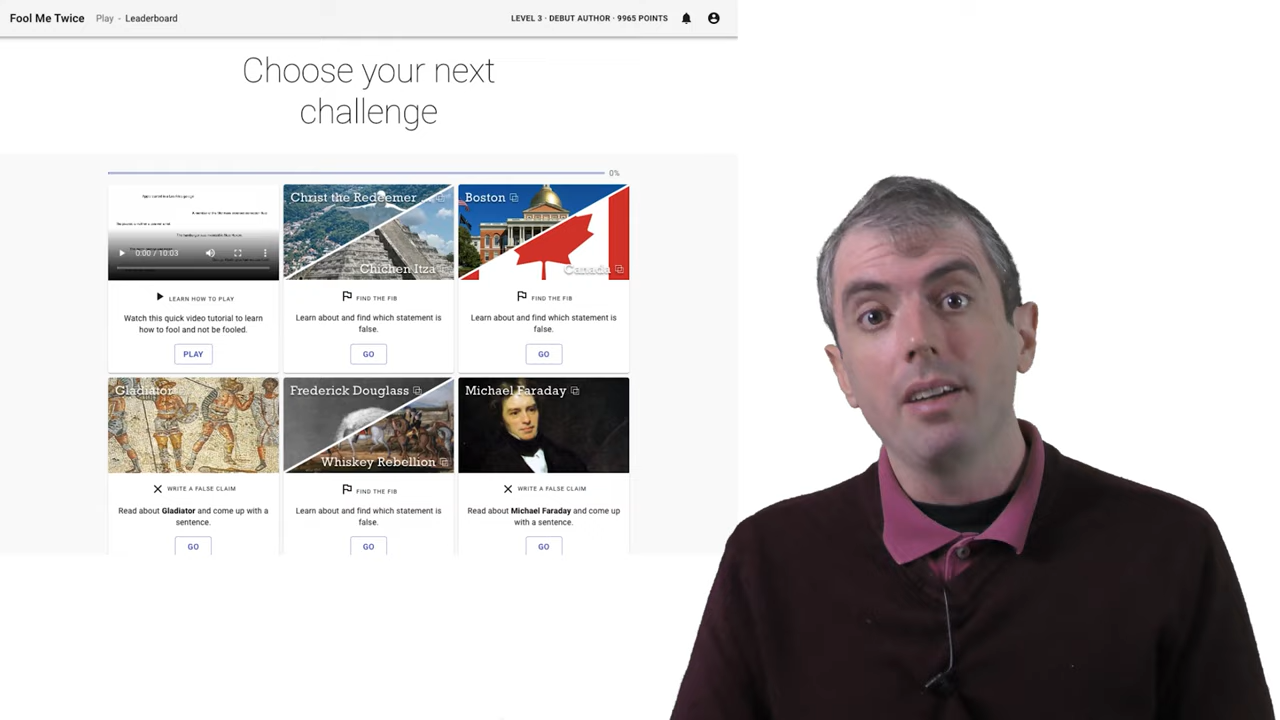 Fool Me Twice Play - Leaderboard LEVEL 3 · DEBUT AUTHOR · 9965 POINTS
Choose your next
challenge
0%
Christ the Redeemer ...
Chichen Itza
Boston
Canada
0:00 / 10:03
LEARN HOW TO PLAY
Watch this quick video tutorial to learn
how to fool and not be fooled.
PLAY
FIND THE FIB
Learn about and find which statement is
false.
GO
FIND THE FIB
Learn about and find which statement is
false.
GO
Gladiator
WRITE A FALSE CLAIM
Read about Gladiator and come up with a
sentence.
GO
Frederick Douglass
Whiskey Rebellion
FIND THE FIB
Learn about and find which statement is
false.
GO
Michael Faraday
WRITE A FALSE CLAIM
Read about Michael Faraday and come up
with a sentence.
GO